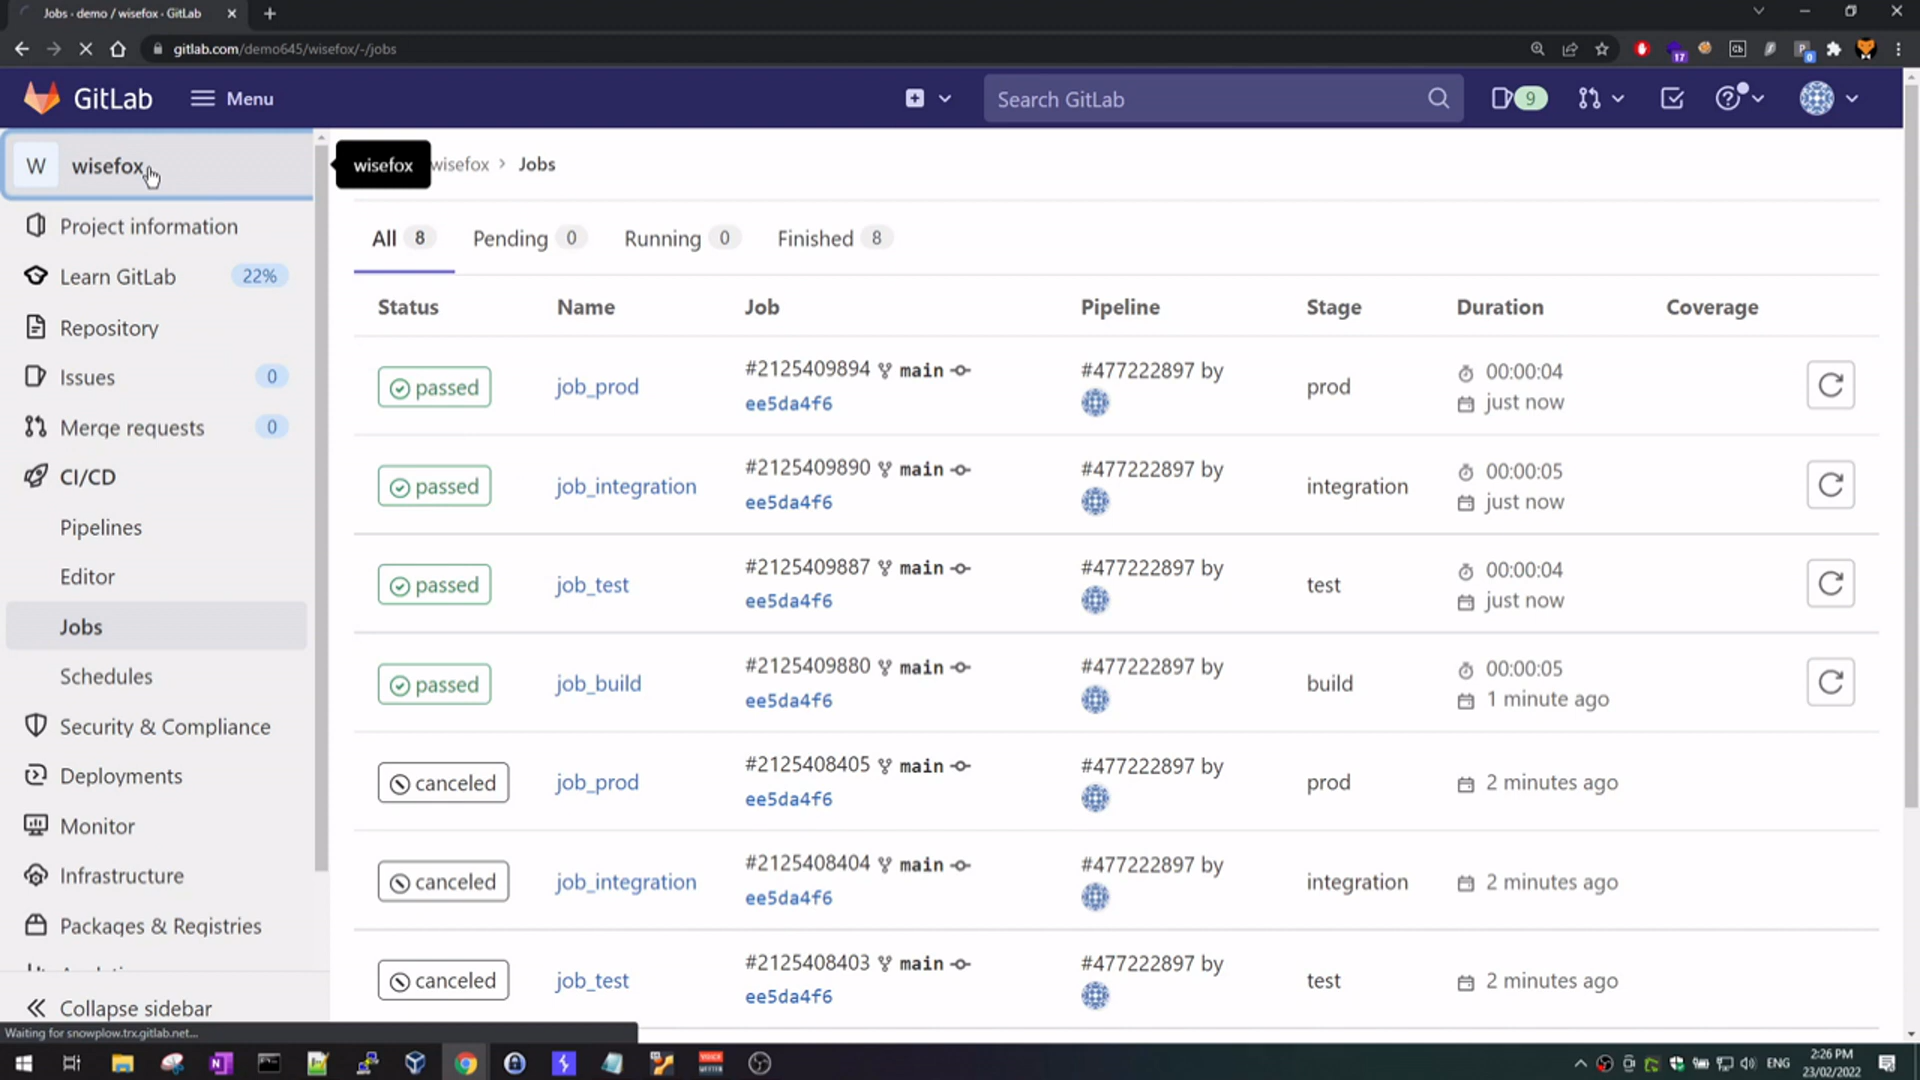 Jobs · demo / wisefox · GitLab
gitlab.com/demo645/wisefox/-/jobs
17
0
GitLab
Menu
Search GitLab
9
W wisefox
wisefox
wisefox > Jobs
Project information
Learn GitLab 22%
Repository
Issues 0
Merge requests 0
CI/CD
Pipelines
Editor
Jobs
Schedules
Security & Compliance
Deployments
Monitor
Infrastructure
Packages & Registries
Collapse sidebar
Waiting for snowplow.trx.gitlab.net...
All 8 Pending 0 Running 0 Finished 8
Status Name Job Pipeline Stage Duration Coverage
passed job_prod #2125409894 main #477222897 by prod 00:00:04
ee5da4f6 just now
passed job_integration #2125409890 main #477222897 by integration 00:00:05
ee5da4f6 just now
passed job_test #2125409887 main #477222897 by test 00:00:04
ee5da4f6 just now
passed job_build #2125409880 main #477222897 by build 00:00:05
ee5da4f6 1 minute ago
canceled job_prod #2125408405 main #477222897 by prod 2 minutes ago
ee5da4f6
canceled job_integration #2125408404 main #477222897 by integration 2 minutes ago
ee5da4f6
canceled job_test #2125408403 main #477222897 by test 2 minutes ago
ee5da4f6
ENG
2:26 PM
23/02/2022